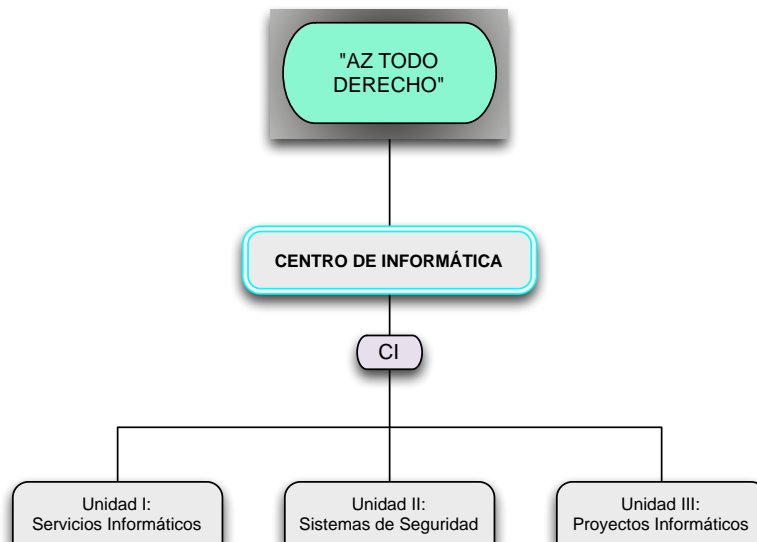 "AZ TODO
DERECHO"
CENTRO DE INFORMÁTICA
CI
Unidad I:
Servicios Informáticos
Unidad II:
Sistemas de Seguridad
Unidad III:
Proyectos Informáticos